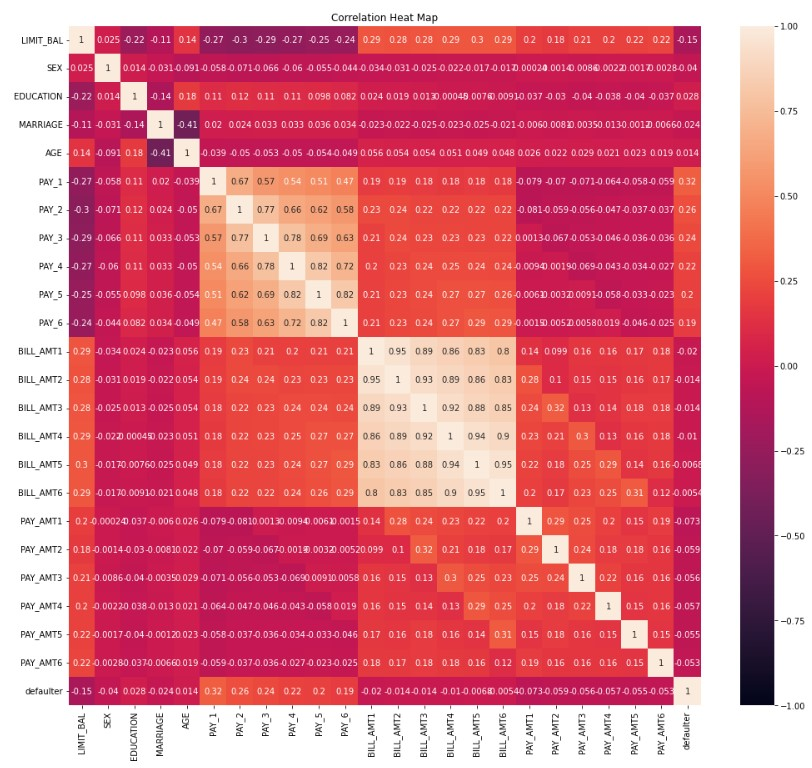 Correlation Heat Map
LIMIT_BAL 1 0.025 -0.22 -0.11 0.14 -0.27 -0.3 -0.29 -0.27 -0.25 -0.24 0.29 0.28 0.28 0.29 0.3 0.29 0.2 0.18 0.21 0.2 0.22 0.22 -0.15
SEX 0.025 1 0.014 -0.031 -0.091 -0.058 -0.071 -0.066 -0.06 -0.055 -0.044 -0.034 -0.031 -0.025 -0.022 -0.017 -0.017 -0.00024 -0.0014 -0.0086 -0.0022 -0.0017 -0.0028 -0.04
EDUCATION -0.22 0.014 1 -0.14 0.18 0.11 0.12 0.11 0.11 0.098 0.082 0.024 0.019 0.013 -0.00045 -0.0076 -0.0091 -0.037 -0.03 -0.04 -0.038 -0.04 -0.037 0.028
MARRIAGE -0.11 -0.031 -0.14 1 -0.41 0.02 0.024 0.033 0.033 0.036 0.034 -0.023 -0.022 -0.025 -0.023 -0.025 -0.021 -0.006 -0.0081 -0.0035 -0.013 -0.0012 -0.0066 -0.024
AGE 0.14 -0.091 0.18 -0.41 1 -0.039 -0.05 -0.053 -0.05 -0.054 -0.049 0.056 0.054 0.054 0.051 0.049 0.048 0.026 0.022 0.029 0.021 0.023 0.019 0.014
PAY_1 -0.27 -0.058 0.11 0.02 -0.039 1 0.67 0.57 0.54 0.51 0.47 0.19 0.19 0.18 0.18 0.18 0.18 -0.079 -0.07 -0.071 -0.064 -0.058 -0.059 0.32
PAY_2 -0.3 -0.071 0.12 0.024 -0.05 0.67 1 0.77 0.66 0.62 0.58 0.23 0.24 0.22 0.22 0.22 0.22 -0.081 -0.059 -0.056 -0.047 -0.037 -0.037 0.26
PAY_3 -0.29 -0.066 0.11 0.033 -0.053 0.57 0.77 1 0.78 0.69 0.63 0.21 0.24 0.23 0.23 0.23 0.22 0.0013 -0.067 -0.053 -0.046 -0.036 -0.036 0.24
PAY_4 -0.27 -0.06 0.11 0.033 -0.05 0.54 0.66 0.78 1 0.82 0.72 0.2 0.23 0.24 0.25 0.24 0.24 -0.0094 -0.0019 -0.069 -0.043 -0.034 -0.027 0.22
PAY_5 -0.25 -0.055 0.098 0.036 -0.054 0.51 0.62 0.69 0.82 1 0.82 0.21 0.23 0.24 0.27 0.27 0.26 -0.0061 -0.0032 0.0091 -0.058 -0.033 -0.023 0.2
PAY_6 -0.24 -0.044 0.082 0.034 -0.049 0.47 0.58 0.63 0.72 0.82 1 0.21 0.23 0.24 0.27 0.29 0.29 -0.0015 -0.0052 0.0058 0.019 -0.046 -0.025 0.19
BILL_AMT1 0.29 -0.034 0.024 -0.023 0.056 0.19 0.23 0.21 0.2 0.21 0.21 1 0.95 0.89 0.86 0.83 0.8 0.14 0.099 0.16 0.16 0.17 0.18 -0.02
BILL_AMT2 0.28 -0.031 0.019 -0.022 0.054 0.19 0.24 0.24 0.23 0.23 0.23 0.95 1 0.93 0.89 0.86 0.83 0.28 0.1 0.15 0.15 0.16 0.17 -0.014
BILL_AMT3 0.28 -0.025 0.013 -0.025 0.054 0.18 0.22 0.23 0.24 0.24 0.24 0.89 0.93 1 0.92 0.88 0.85 0.24 0.32 0.13 0.14 0.18 0.18 -0.014
BILL_AMT4 0.29 -0.022 -0.00045 -0.023 0.051 0.18 0.22 0.23 0.25 0.27 0.27 0.86 0.89 0.92 1 0.94 0.9 0.23 0.21 0.3 0.13 0.16 0.18 -0.01
BILL_AMT5 0.3 -0.017 -0.0076 -0.025 0.049 0.18 0.22 0.23 0.24 0.27 0.29 0.83 0.86 0.88 0.94 1 0.95 0.22 0.18 0.25 0.29 0.14 0.16 -0.0068
BILL_AMT6 0.29 -0.017 -0.0091 -0.021 0.048 0.18 0.22 0.22 0.24 0.26 0.29 0.8 0.83 0.85 0.9 0.95 1 0.2 0.17 0.23 0.25 0.31 0.12 -0.0054
PAY_AMT1 0.2 -0.00024 -0.037 -0.006 0.026 -0.079 -0.081 0.0013 -0.0094 -0.0061 -0.0015 0.14 0.28 0.24 0.23 0.22 0.2 1 0.29 0.25 0.2 0.15 0.19 -0.073
PAY_AMT2 0.18 -0.0014 -0.03 -0.0081 0.022 -0.07 -0.059 -0.067 -0.0019 -0.0032 -0.0052 0.099 0.1 0.32 0.21 0.18 0.17 0.29 1 0.24 0.18 0.18 0.16 -0.059
PAY_AMT3 0.21 -0.0086 -0.04 -0.0035 0.029 -0.071 -0.056 -0.053 -0.069 0.0091 0.0058 0.16 0.15 0.13 0.3 0.25 0.23 0.25 0.24 1 0.22 0.16 0.16 -0.056
PAY_AMT4 0.2 -0.0022 -0.038 -0.013 0.021 -0.064 -0.047 -0.046 -0.043 -0.058 0.019 0.16 0.15 0.14 0.13 0.29 0.25 0.2 0.18 0.22 1 0.15 0.16 -0.057
PAY_AMT5 0.22 -0.0017 -0.04 -0.0012 0.023 -0.058 -0.037 -0.036 -0.034 -0.033 -0.046 0.17 0.16 0.18 0.16 0.14 0.31 0.15 0.18 0.16 0.15 1 0.15 -0.055
PAY_AMT6 0.22 -0.0028 -0.037 -0.0066 0.019 -0.059 -0.037 -0.036 -0.027 -0.023 -0.025 0.18 0.17 0.18 0.18 0.16 0.12 0.19 0.16 0.16 0.16 0.15 1 -0.053
defaulter -0.15 -0.04 0.028 -0.024 0.014 0.32 0.26 0.24 0.22 0.2 0.19 -0.02 -0.014 -0.014 -0.01 -0.0068 -0.0054 -0.073 -0.059 -0.056 -0.057 -0.055 -0.053 1
LIMIT_BAL SEX EDUCATION MARRIAGE AGE PAY_1 PAY_2 PAY_3 PAY_4 PAY_5 PAY_6 BILL_AMT1 BILL_AMT2 BILL_AMT3 BILL_AMT4 BILL_AMT5 BILL_AMT6 PAY_AMT1 PAY_AMT2 PAY_AMT3 PAY_AMT4 PAY_AMT5 PAY_AMT6 defaulter
1.00
0.75
0.50
0.25
0.00
−0.25
−0.50
−0.75
−1.00